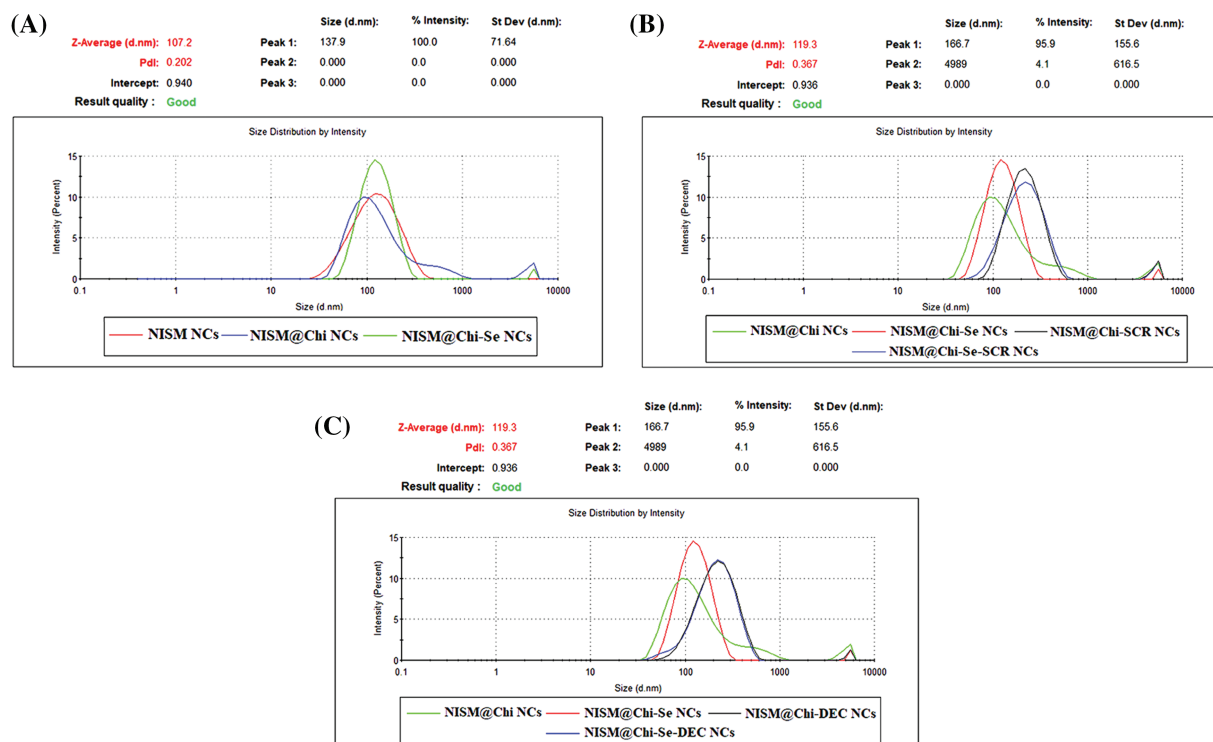 (A)
Size (d.nm): % Intensity: St Dev (d.nm)
Z-Average (d.nm): 107.2 Peak 1: 137.9 100.0 71.64
PdI: 0.202 Peak 2: 0.000 0.0 0.000
Intercept: 0.940 Peak 3: 0.000 0.0 0.000
Result quality : Good
Size Distribution by Intensity
Intensity (Percent)
15
10
5
0
0.1 1 10 100 1000 10000
Size (d.nm)
NISM NCs NISM@Chi NCs NISM@Chi-Se NCs
(B)
Size (d.nm): % Intensity: St Dev (d.nm)
Z-Average (d.nm): 119.3 Peak 1: 166.7 95.9 155.6
PdI: 0.367 Peak 2: 4989 4.1 616.5
Intercept: 0.936 Peak 3: 0.000 0.0 0.000
Result quality : Good
Size Distribution by Intensity
Intensity (Percent)
15
10
5
0
0.1 1 10 100 1000 10000
Size (d.nm)
NISM@Chi NCs NISM@Chi-Se NCs NISM@Chi-SCR NCs
NISM@Chi-Se-SCR NCs
(C)
Size (d.nm): % Intensity: St Dev (d.nm)
Z-Average (d.nm): 119.3 Peak 1: 166.7 95.9 155.6
PdI: 0.367 Peak 2: 4989 4.1 616.5
Intercept: 0.936 Peak 3: 0.000 0.0 0.000
Result quality : Good
Size Distribution by Intensity
Intensity (Percent)
15
10
5
0
0.1 1 10 100 1000 10000
Size (d.nm)
NISM@Chi NCs NISM@Chi-Se NCs NISM@Chi-DEC NCs
NISM@Chi-Se-DEC NCs